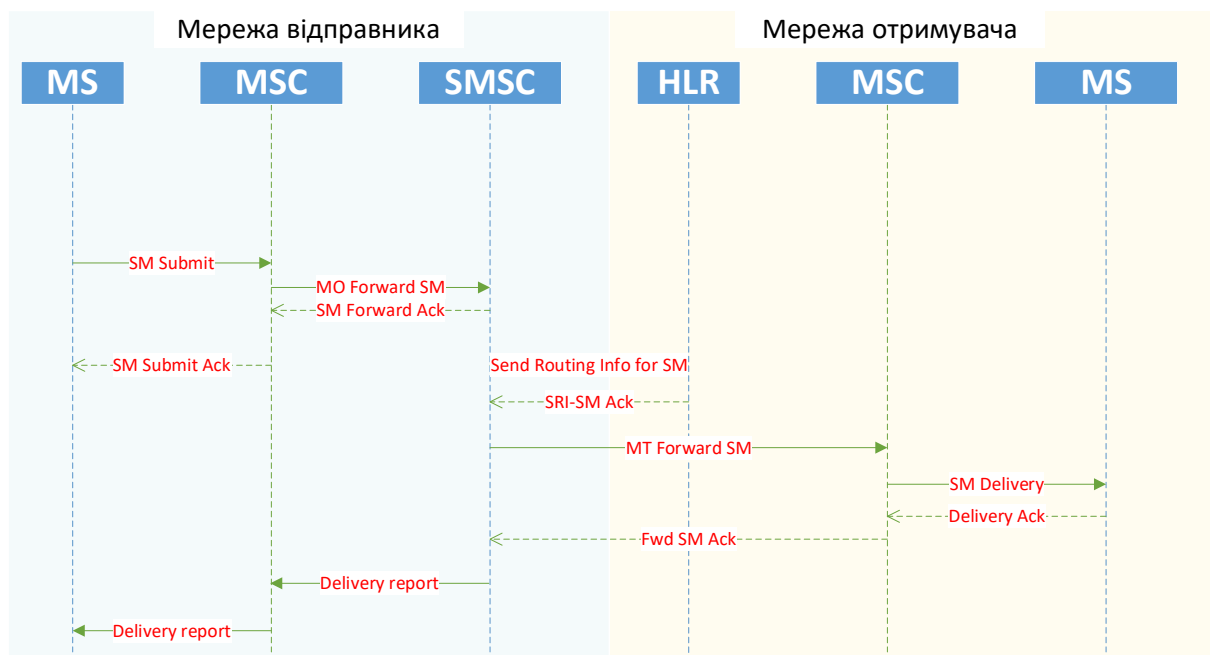 Мережа відправника
Мережа отримувача
MS
MSC
SMSC
HLR
MSC
MS
SM Submit
MO Forward SM
SM Forward Ack
SM Submit Ack
Send Routing Info for SM
SRI-SM Ack
MT Forward SM
SM Delivery
Delivery Ack
Fwd SM Ack
Delivery report
Delivery report